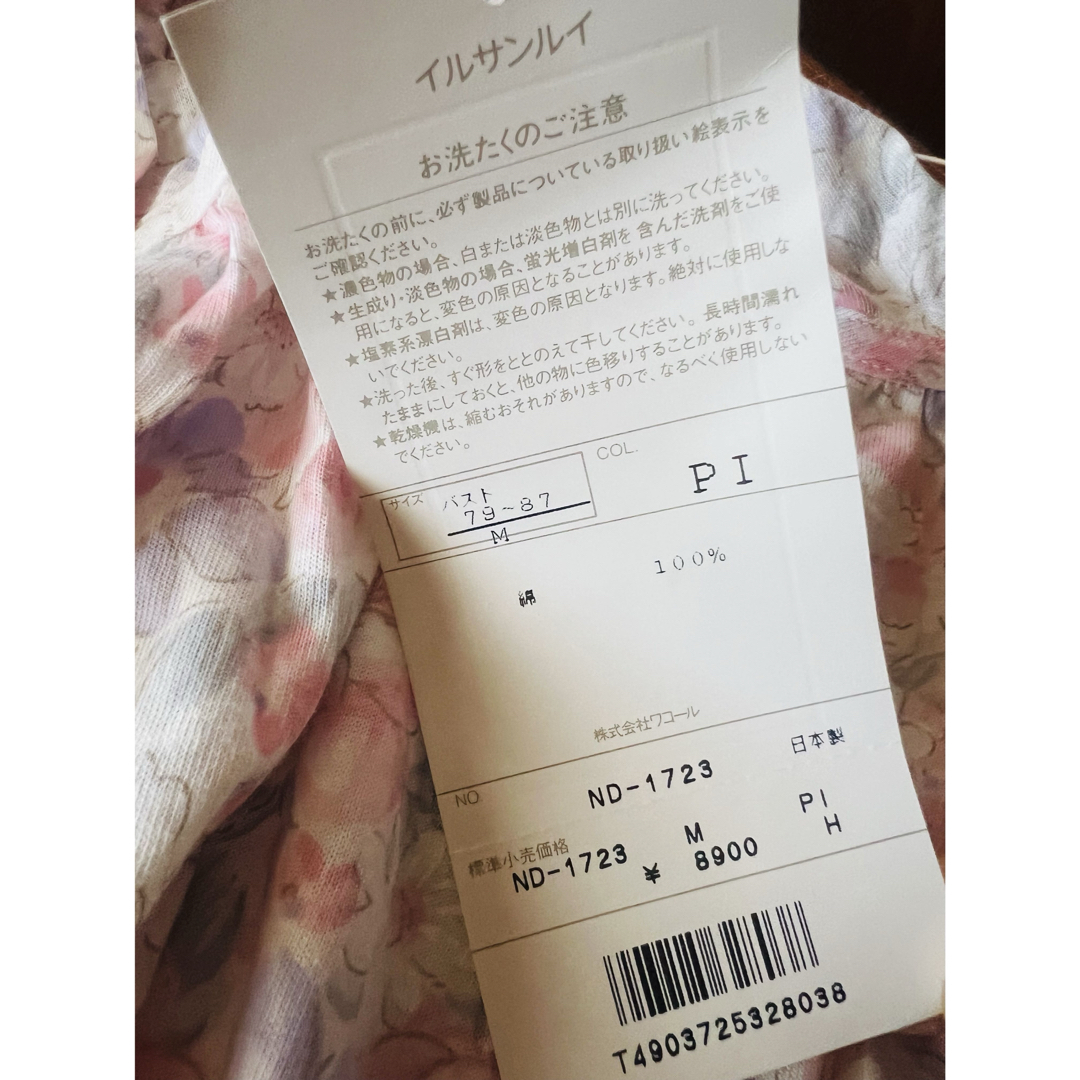 イルサンルイ
お洗たくのご注意
お洗たくの前に、必ず製品についている取り扱い絵表示を
ご確認ください。
★濃色物の場合、白または淡色物とは別に洗ってください。
★生成り・淡色物の場合、蛍光増白剤を含んだ洗剤をご使
用になると、変色の原因となることがあります。
★塩素系漂白剤は、変色の原因となります。絶対に使用しな
いでください。
★洗った後、すぐ形をととのえて干してください。長時間濡れ
たままにしておくと、他の物に色移りすることがあります。
★乾燥機は、縮むおそれがありますので、なるべく使用しない
でください。
サイズ バスト COL. PI
79~87
M
綿 100%
株式会社ワコール
日本製
NO. ND-1723
標準小売価格 M PI
ND-1723 ¥ 8900 H
T4903725328038